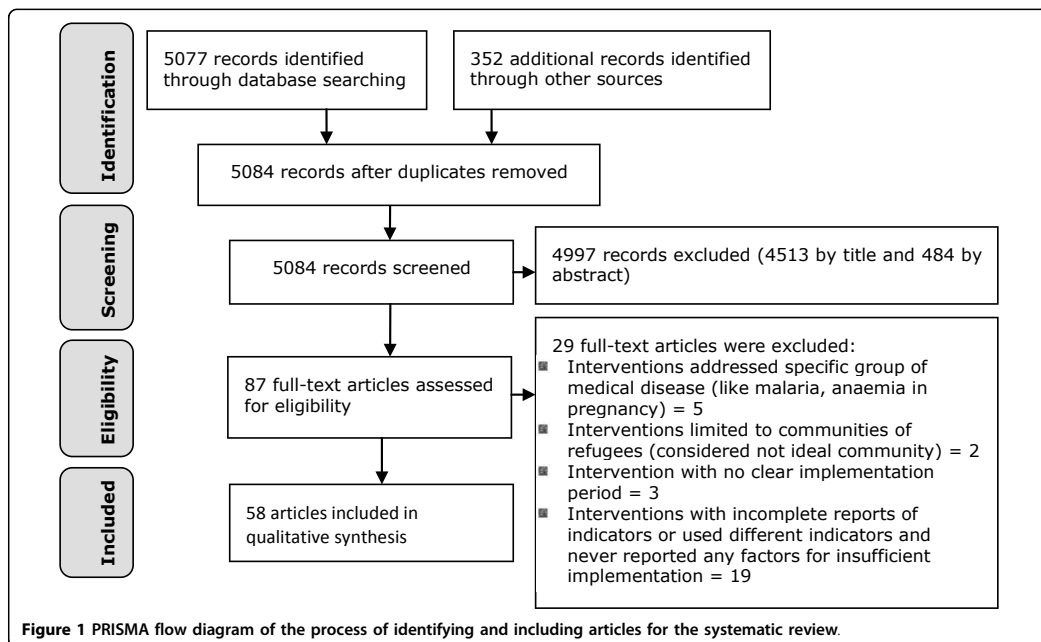 Identification
5077 records identified
through database searching
352 additional records identified
through other sources
5084 records after duplicates removed
Screening
5084 records screened
4997 records excluded (4513 by title and 484 by
abstract)
Eligibility
87 full-text articles assessed
for eligibility
29 full-text articles were excluded:
Interventions addressed specific group of
medical disease (like malaria, anaemia in
pregnancy) = 5
Interventions limited to communities of
refugees (considered not ideal community) = 2
Intervention with no clear implementation
period = 3
Interventions with incomplete reports of
indicators or used different indicators and
never reported any factors for insufficient
implementation = 19
Included
58 articles included in
qualitative synthesis
Figure 1 PRISMA flow diagram of the process of identifying and including articles for the systematic review.